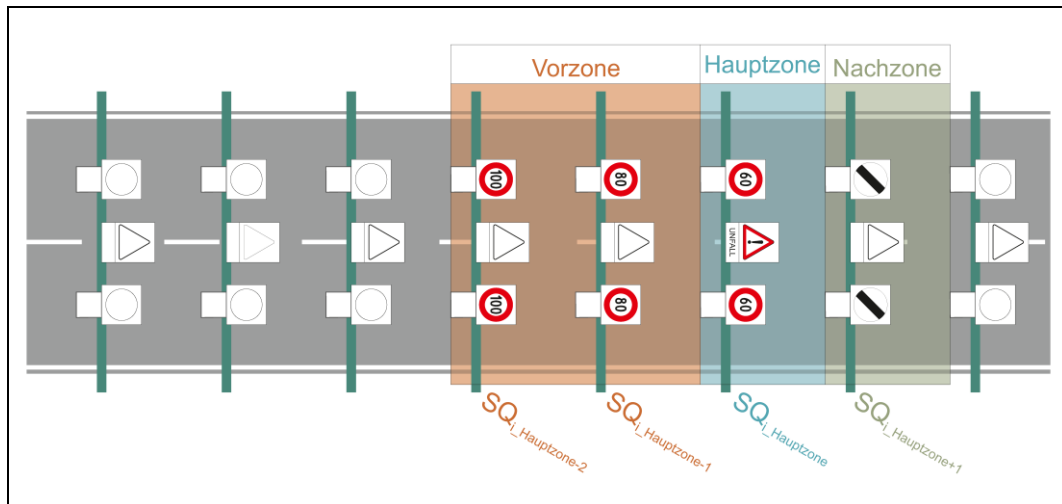 Vorzone
Hauptzone
Nachzone
100
80
60
UNFALL
100
80
60
SQi_Hauptzone-2
SQi_Hauptzone-1
SQi_Hauptzone
SQi_Hauptzone+1